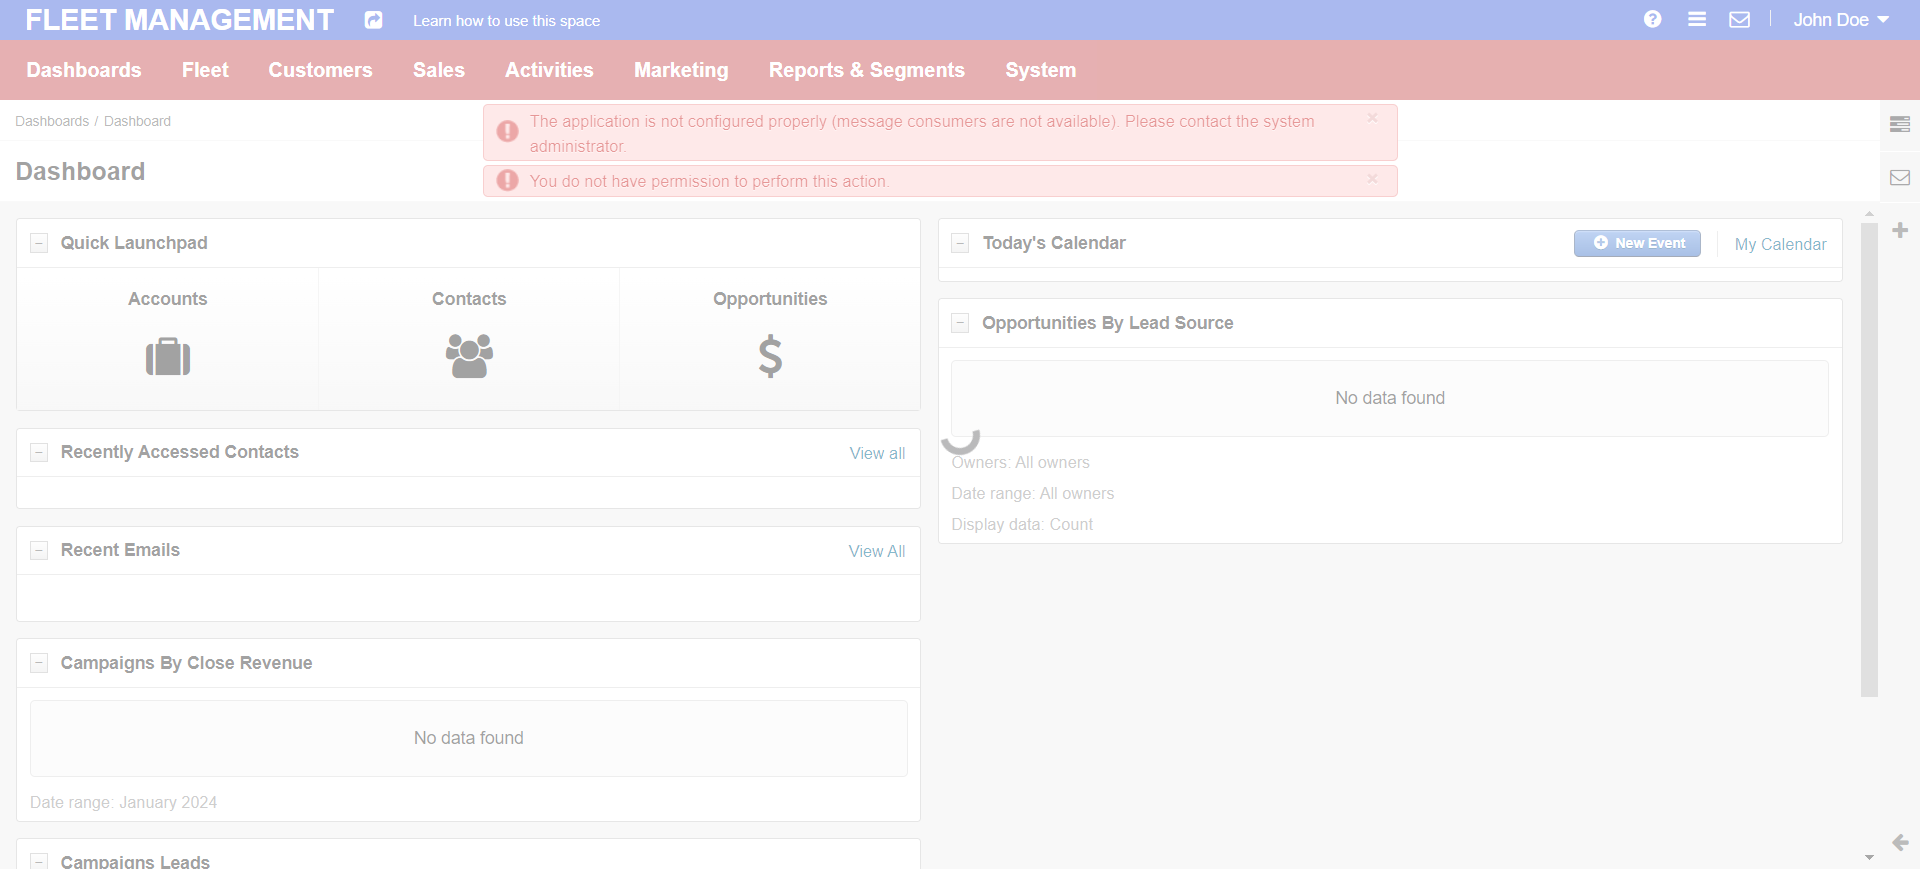 FLEET MANAGEMENT
Learn how to use this space
John Doe
Dashboards
Fleet
Customers
Sales
Activities
Marketing
Reports & Segments
System
Dashboards / Dashboard
The application is not configured properly (message consumers are not available). Please contact the system
administrator.
You do not have permission to perform this action.
Dashboard
Quick Launchpad
Accounts
Contacts
Opportunities
Recently Accessed Contacts
View all
Recent Emails
View All
Campaigns By Close Revenue
No data found
Date range: January 2024
Campaigns Leads
Today's Calendar
New Event
My Calendar
Opportunities By Lead Source
No data found
Owners: All owners
Date range: All owners
Display data: Count